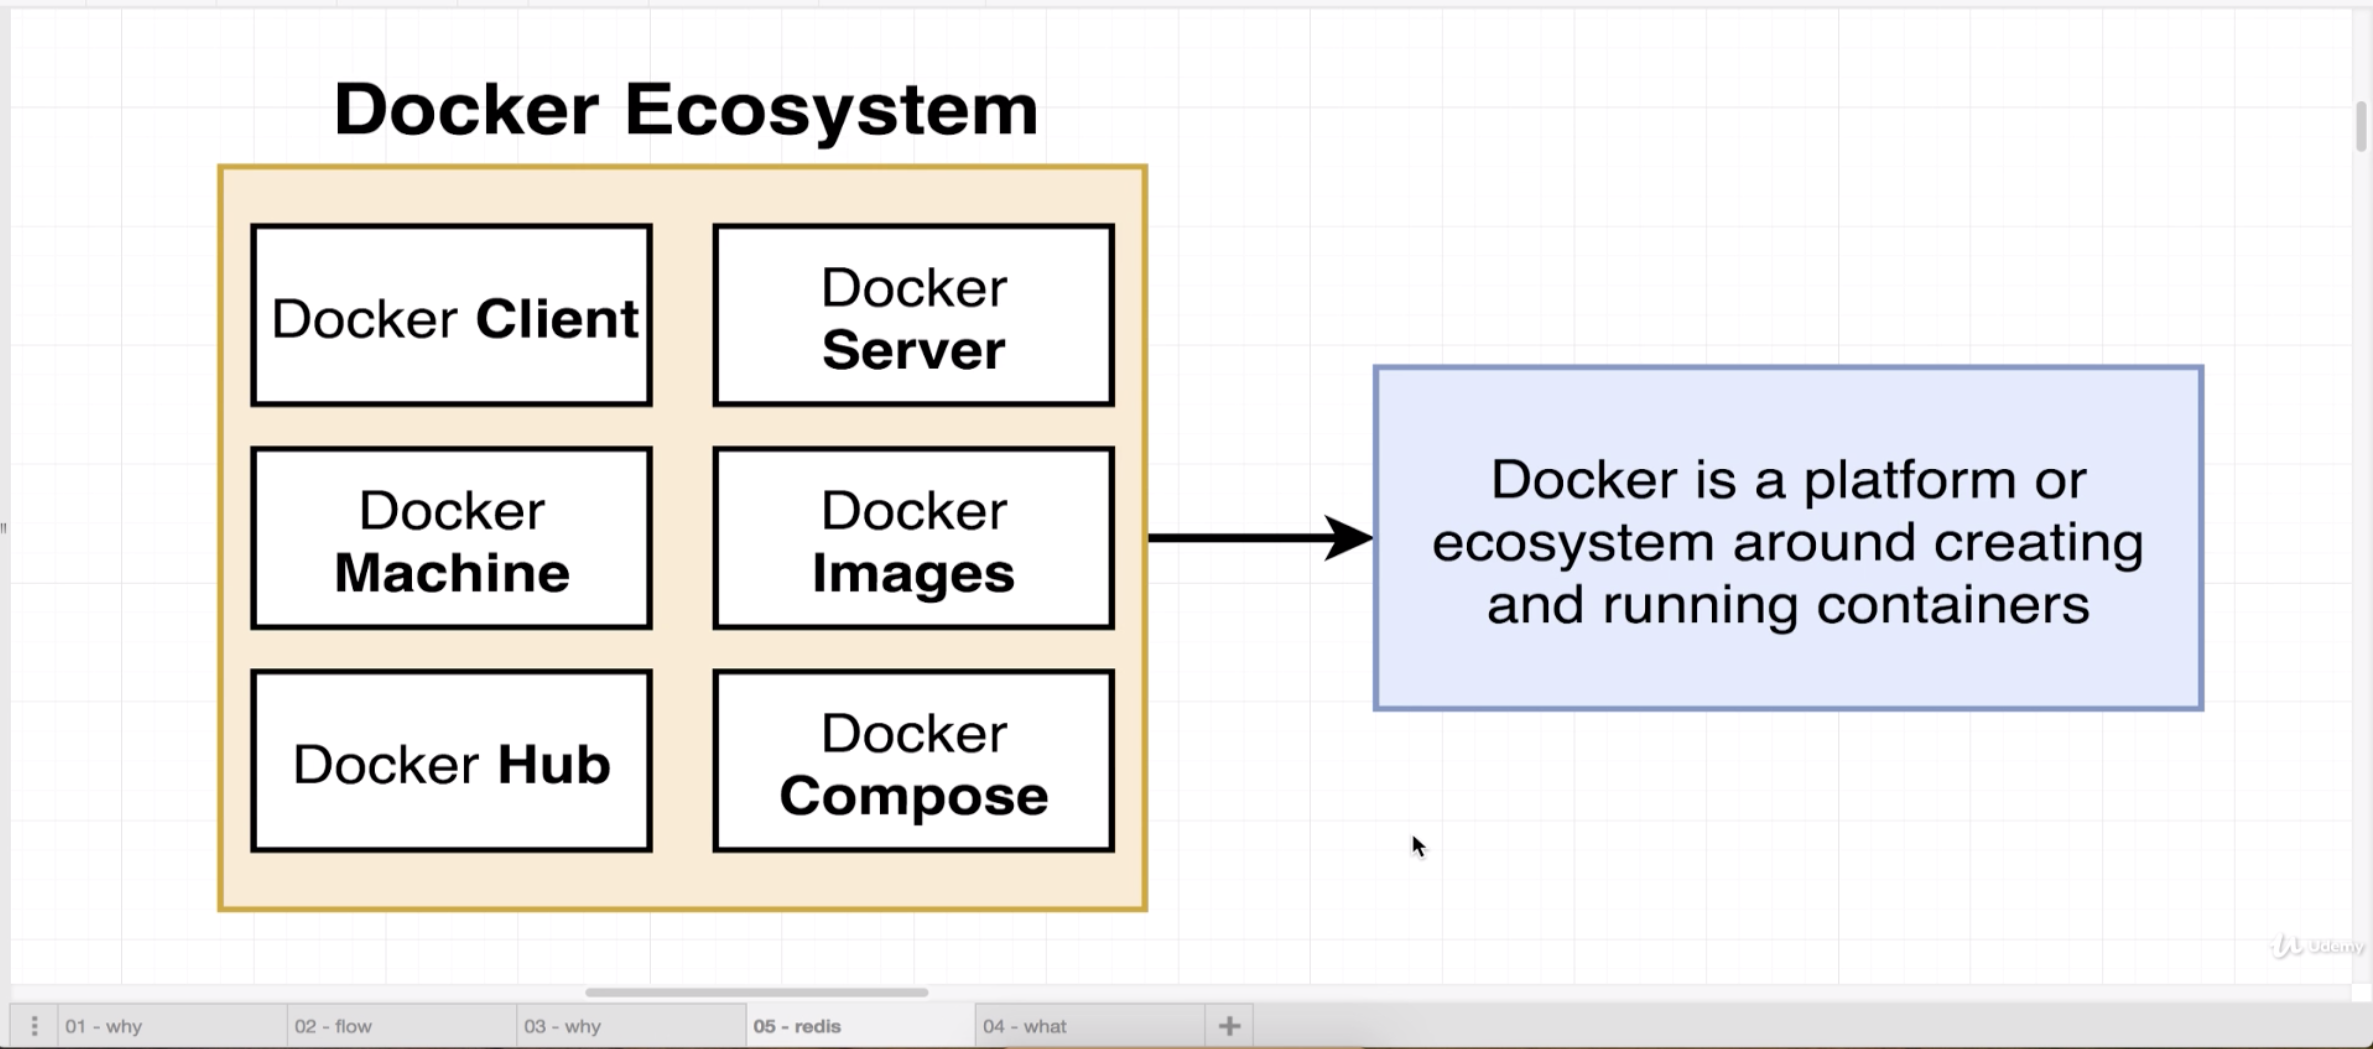 Docker Ecosystem
Docker Client
Docker
Server
Docker
Machine
Docker
Images
Docker Hub
Docker
Compose
Docker is a platform or
ecosystem around creating
and running containers
Udemy
01 - why
02 - flow
03 - why
05 - redis
04 - what